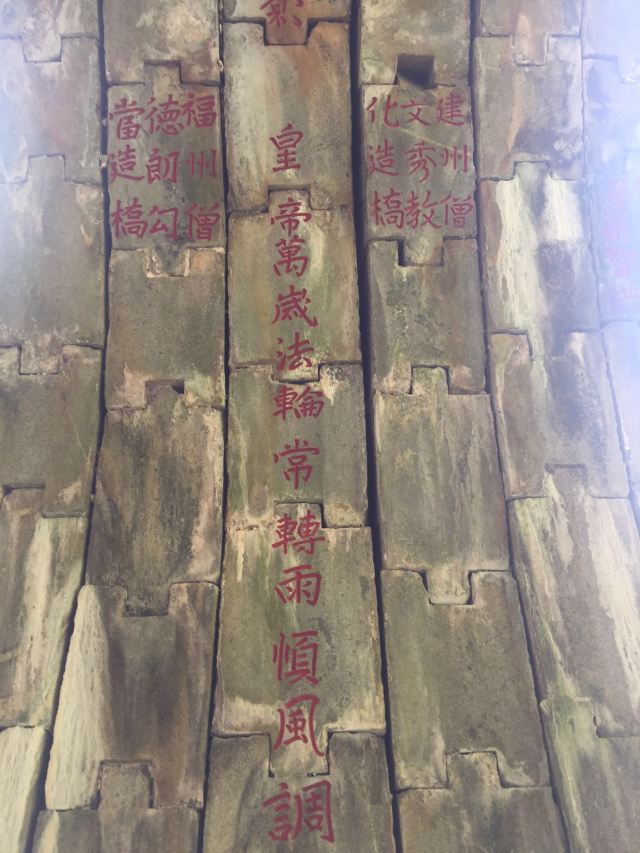 建州僧
文秀教
化造橋
皇帝萬歲法輪常轉雨順風調
福州僧
德朗勾
當造橋